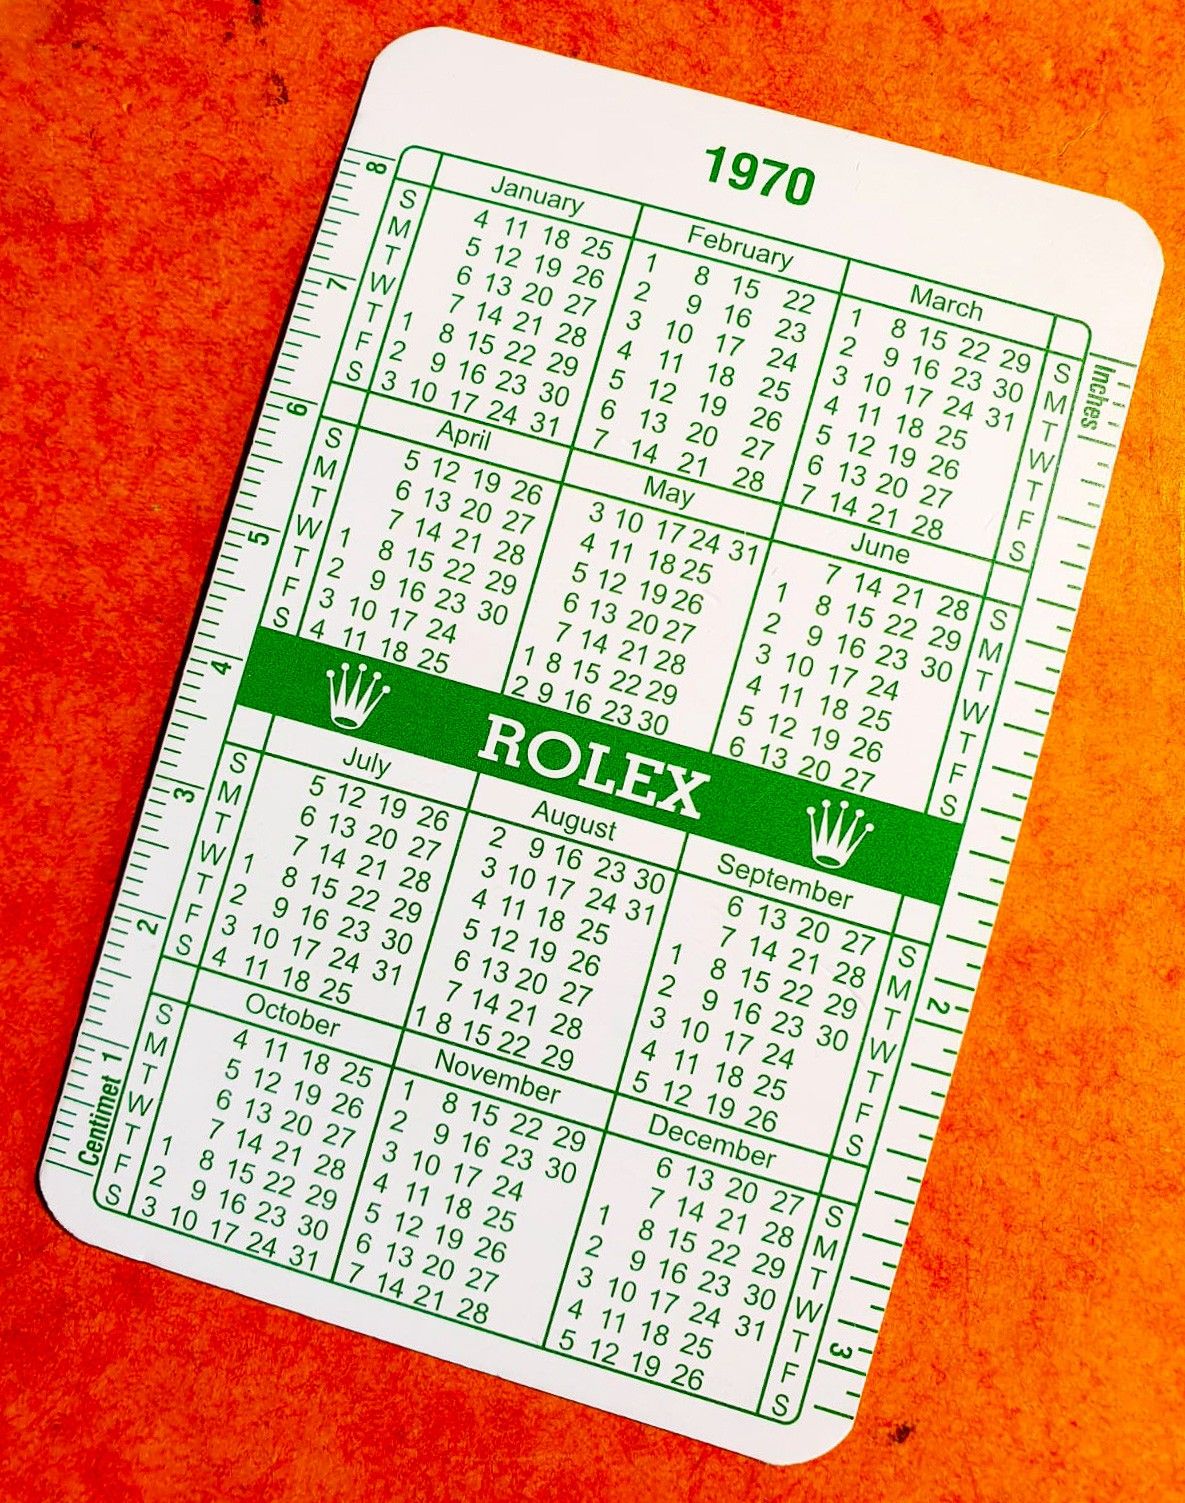 1970
January February March
S 4 11 18 25 1 8 15 22 1 8 15 22 29 S
M 5 12 19 26 2 9 16 23 2 9 16 23 30 M
T 6 13 20 27 3 10 17 24 3 10 17 24 31 T
W 7 14 21 28 4 11 18 25 4 11 18 25 W
T 1 8 15 22 29 5 12 19 26 5 12 19 26 T
F 2 9 16 23 30 6 13 20 27 6 13 20 27 F
S 3 10 17 24 31 7 14 21 28 7 14 21 28 S
April May June
S 5 12 19 26 3 10 17 24 31 7 14 21 28 S
M 6 13 20 27 4 11 18 25 1 8 15 22 29 M
T 7 14 21 28 5 12 19 26 2 9 16 23 30 T
W 1 8 15 22 29 6 13 20 27 3 10 17 24 W
T 2 9 16 23 30 7 14 21 28 4 11 18 25 T
F 3 10 17 24 1 8 15 22 29 5 12 19 26 F
S 4 11 18 25 2 9 16 23 30 6 13 20 27 S
ROLEX
July August September
S 5 12 19 26 2 9 16 23 30 6 13 20 27 S
M 6 13 20 27 3 10 17 24 31 7 14 21 28 M
T 7 14 21 28 4 11 18 25 1 8 15 22 29 T
W 1 8 15 22 29 5 12 19 26 2 9 16 23 30 W
T 2 9 16 23 30 6 13 20 27 3 10 17 24 T
F 3 10 17 24 31 7 14 21 28 4 11 18 25 F
S 4 11 18 25 1 8 15 22 29 5 12 19 26 S
October November December
S 4 11 18 25 1 8 15 22 29 6 13 20 27 S
M 5 12 19 26 2 9 16 23 30 7 14 21 28 M
T 6 13 20 27 3 10 17 24 1 8 15 22 29 T
W 7 14 21 28 4 11 18 25 2 9 16 23 30 W
T 1 8 15 22 29 5 12 19 26 3 10 17 24 31 T
F 2 9 16 23 30 6 13 20 27 4 11 18 25 F
S 3 10 17 24 31 7 14 21 28 5 12 19 26 S
Centimet 1 2 3 4 5 6 7 8
Inches 2 3